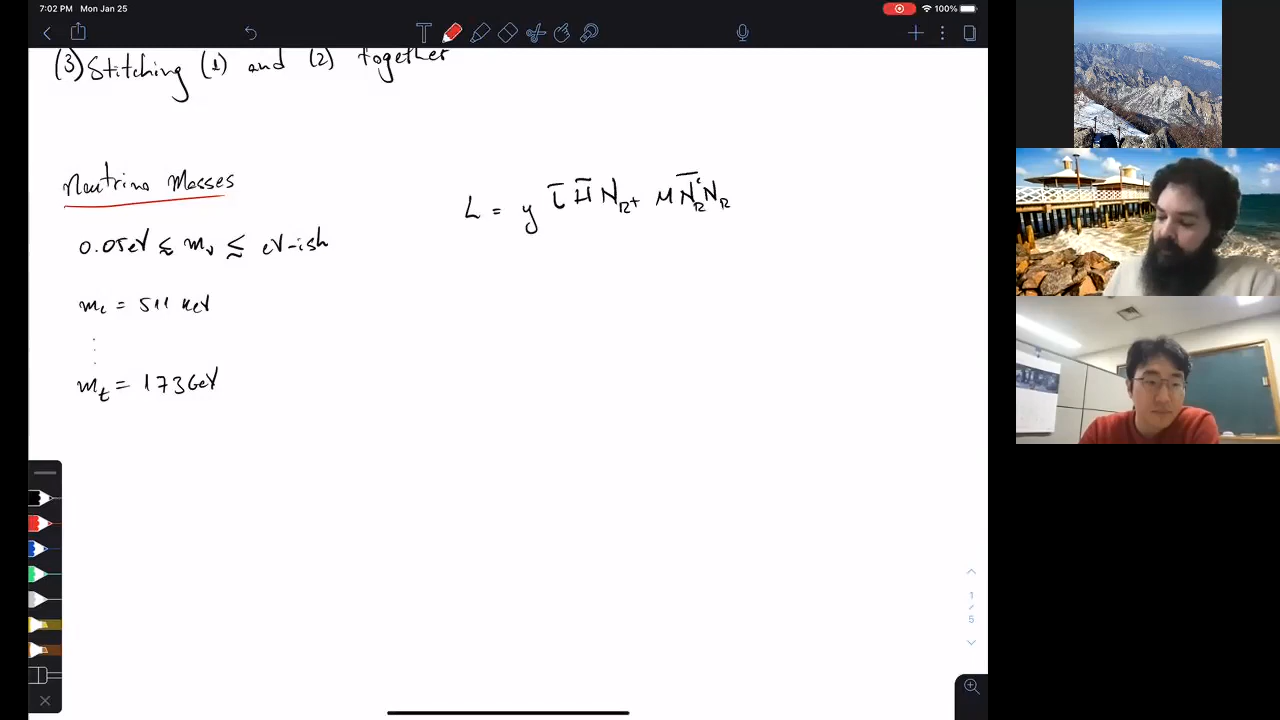 7:02 PM Mon Jan 25
100%
(3) Stitching (1) and (2) together
Neutrino Masses
L = y L̄ H̃ N_R + M N̄_R^c N_R
0.05eV ≲ m_ν ≲ eV-ish
m_e = 511 keV
⋮
m_t = 173 GeV
1
/
5